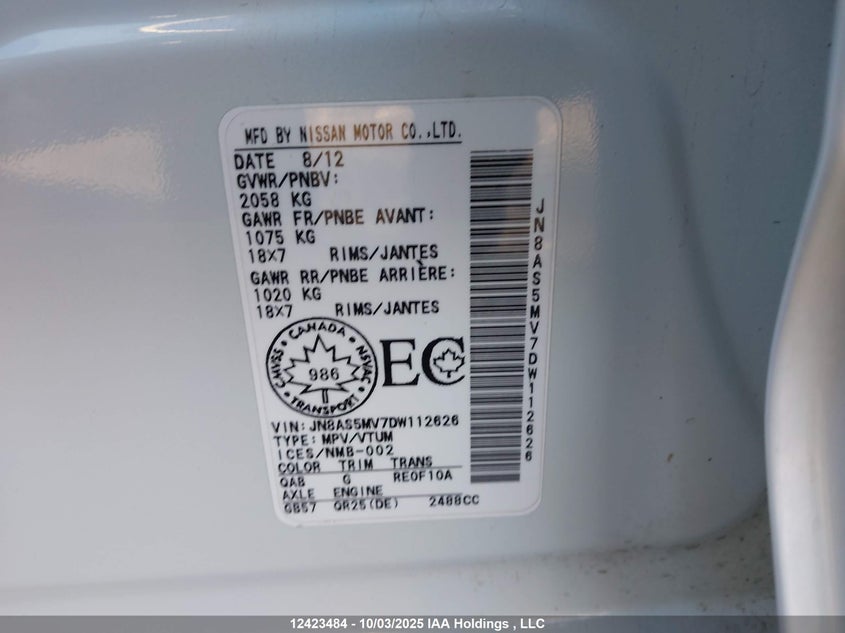 MFD BY NISSAN MOTOR CO.,LTD.
DATE 8/12
GVWR/PNBV:
2058 KG
GAWR FR/PNBE AVANT:
1075 KG
18X7 RIMS/JANTES
GAWR RR/PNBE ARRIÈRE:
1020 KG
18X7 RIMS/JANTES
CANADA
CMVSS NSVAC
986
TRANSPORT
EC
VIN: JN8AS5MV7DW112626
TYPE: MPV/VTUM
ICES/NMB-002
COLOR TRIM TRANS
QAB G RE0F10A
AXLE ENGINE
GB57 QR25(DE) 2488CC
JN8AS5MV7DW112626
12423484 - 10/03/2025 IAA Holdings , LLC